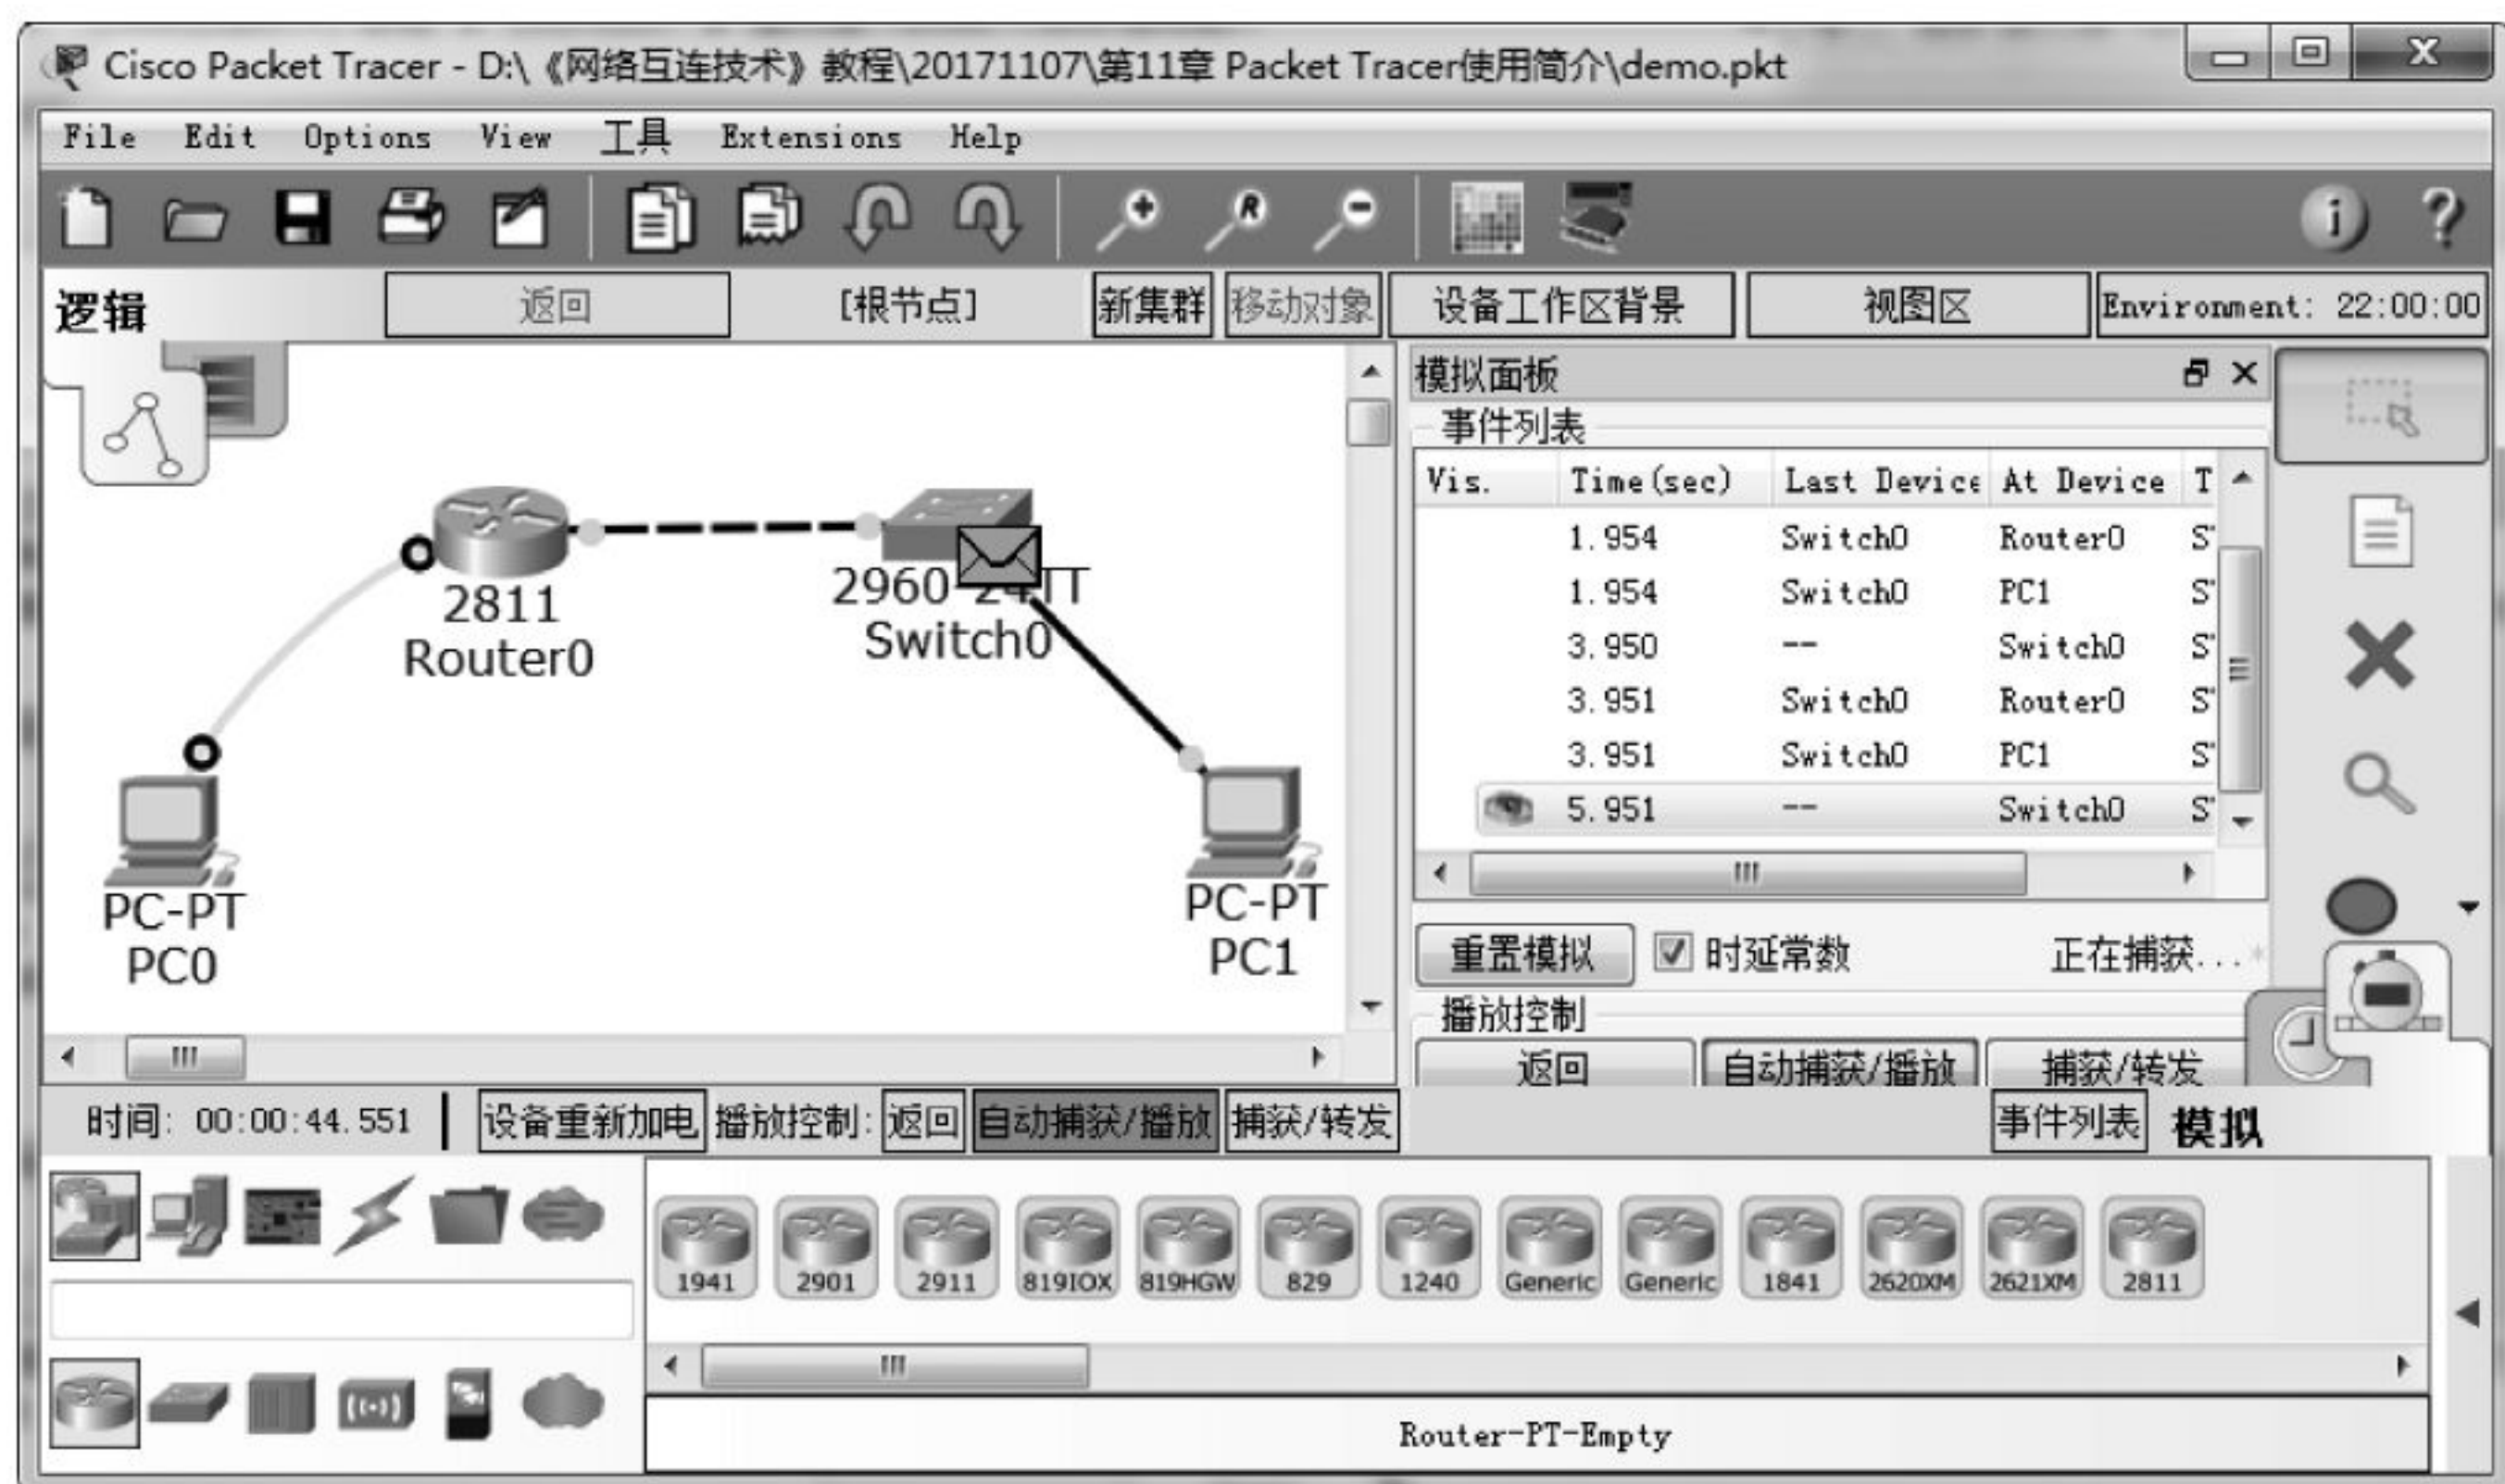 Cisco Packet Tracer - D:\《网络互连技术》教程\20171107\第11章 Packet Tracer使用简介\demo.pkt
File Edit Options View 工具 Extensions Help
逻辑 返回 [根节点] 新集群 移动对象 设备工作区背景 视图区 Environment: 22:00:00
模拟面板
事件列表
Vis. Time(sec) Last Device At Device T
1.954 Switch0 Router0 S
1.954 Switch0 PC1 S
3.950 -- Switch0 S
3.951 Switch0 Router0 S
3.951 Switch0 PC1 S
5.951 -- Switch0 S
重置模拟 时延常数 正在捕获...
播放控制
返回 自动捕获/播放 捕获/转发
2811
Router0
2960-24TT
Switch0
PC-PT
PC0
PC-PT
PC1
时间: 00:00:44.551 设备重新加电 播放控制: 返回 自动捕获/播放 捕获/转发 事件列表 模拟
1941 2901 2911 819IOX 819HGW 829 1240 Generic Generic 1841 2620XM 2621XM 2811
Router-PT-Empty